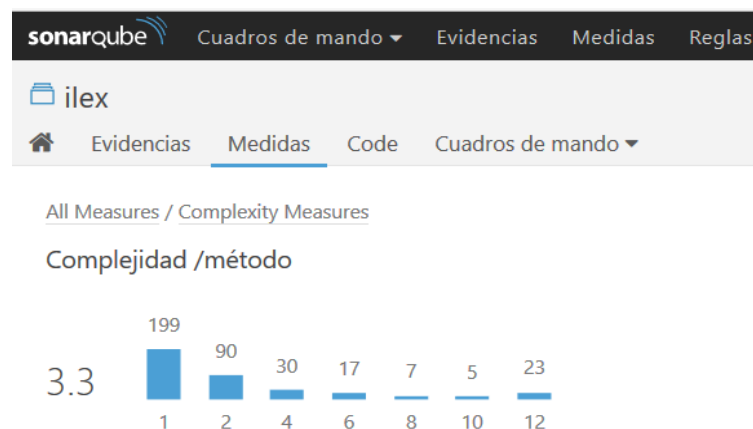 sonarqube Cuadros de mando Evidencias Medidas Reglas
ilex
Evidencias Medidas Code Cuadros de mando
All Measures / Complexity Measures
Complejidad /método
199 90 30 17 7 5 23
3.3
1 2 4 6 8 10 12